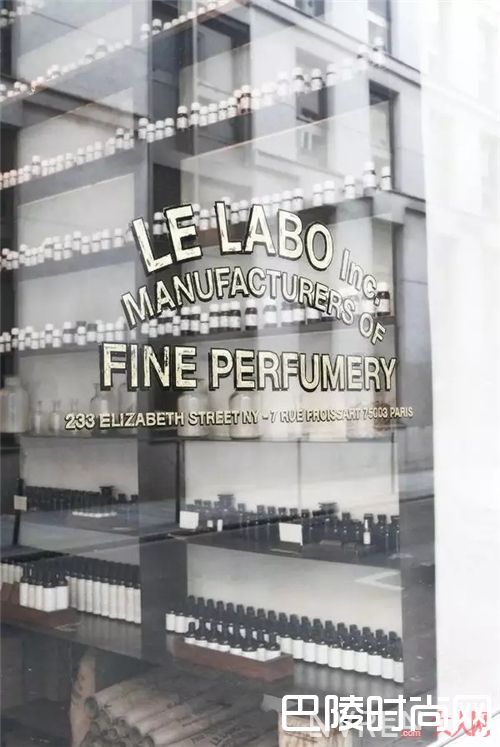 LE LABO Inc.
MANUFACTURERS OF
FINE PERFUMERY
233 ELIZABETH STREET NY - 7 RUE FROISSART 75003 PARIS
巴陵时尚网